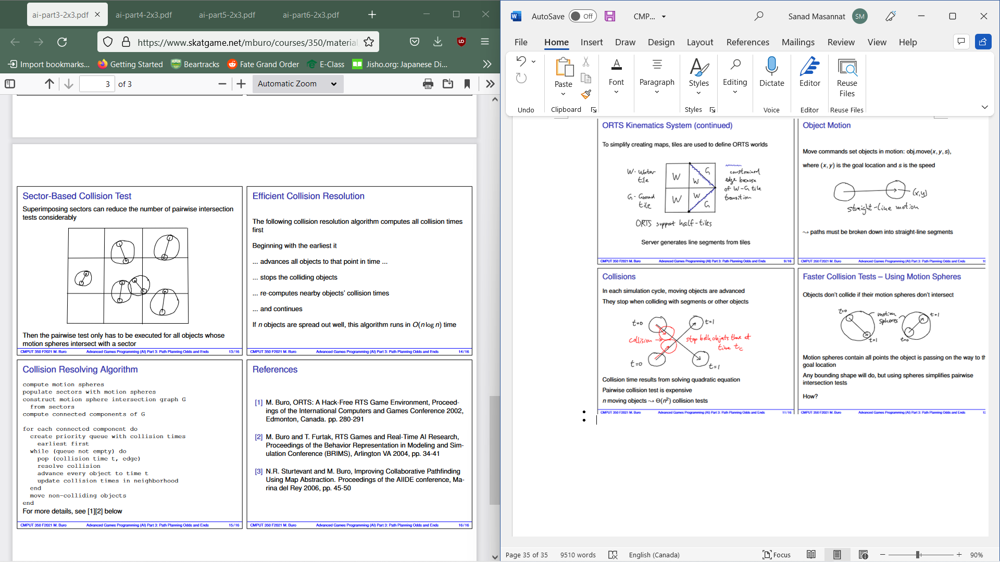 ai-part3-2x3.pdf
ai-part4-2x3.pdf
ai-part5-2x3.pdf
ai-part6-2x3.pdf
https://www.skatgame.net/mburo/courses/350/material
Import bookmarks...
Getting Started
Beartracks
Fate Grand Order
E-Class
Jisho.org: Japanese Di...
3 of 3
Automatic Zoom
Sector-Based Collision Test
Superimposing sectors can reduce the number of pairwise intersection
tests considerably
Then the pairwise test only has to be executed for all objects whose
motion spheres intersect with a sector
CMPUT 350 F2021 M. Buro Advanced Games Programming (AI) Part 3: Path Planning Odds and Ends 13/16
Efficient Collision Resolution
The following collision resolution algorithm computes all collision times
first
Beginning with the earliest it
... advances all objects to that point in time ...
... stops the colliding objects
... re-computes nearby objects' collision times
... and continues
If n objects are spread out well, this algorithm runs in O(n log n) time
CMPUT 350 F2021 M. Buro Advanced Games Programming (AI) Part 3: Path Planning Odds and Ends 14/16
Collision Resolving Algorithm
compute motion spheres
populate sectors with motion spheres
construct motion sphere intersection graph G
from sectors
compute connected components of G
for each connected component do
create priority queue with collision times
earliest first
while (queue not empty) do
pop (collision time t, edge)
resolve collision
advance every object to time t
update collision times in neighborhood
end
move non-colliding objects
end
For more details, see [1][2] below
CMPUT 350 F2021 M. Buro Advanced Games Programming (AI) Part 3: Path Planning Odds and Ends 15/16
References
[1] M. Buro, ORTS: A Hack-Free RTS Game Environment, Proceed-
ings of the International Computers and Games Conference 2002,
Edmonton, Canada. pp. 280-291
[2] M. Buro and T. Furtak, RTS Games and Real-Time AI Research,
Proceedings of the Behavior Representation in Modeling and Sim-
ulation Conference (BRIMS), Arlington VA 2004, pp. 34-41
[3] N.R. Sturtevant and M. Buro, Improving Collaborative Pathfinding
Using Map Abstraction. Proceedings of the AIIDE conference, Ma-
rina del Rey 2006, pp. 45-50
CMPUT 350 F2021 M. Buro Advanced Games Programming (AI) Part 3: Path Planning Odds and Ends 16/16
AutoSave Off
CMP...
Sanad Masannat SM
File Home Insert Draw Design Layout References Mailings Review View Help
Paste Font Paragraph Styles Editing Dictate Editor Reuse
Files
Undo Clipboard Styles Voice Editor Reuse Files
ORTS Kinematics System (continued)
To simplify creating maps, tiles are used to define ORTS worlds
W - Water
tile
G - Ground
tile
W G
W
W W
G
constrained
edge because
of W-G tile
transition
ORTS support half-tiles
Server generates line segments from tiles
CMPUT 350 F2021 M. Buro Advanced Games Programming (AI) Part 3: Path Planning Odds and Ends 9/16
Object Motion
Move commands set objects in motion: obj.move(x, y, s),
where (x, y) is the goal location and s is the speed
(x,y)
straight-line motion
⇝ paths must be broken down into straight-line segments
CMPUT 350 F2021 M. Buro Advanced Games Programming (AI) Part 3: Path Planning Odds and Ends
Collisions
In each simulation cycle, moving objects are advanced
They stop when colliding with segments or other objects
t=0
t=1
collision
stop both objects there at
time tc
t=0
t=1
Collision time results from solving quadratic equation
Pairwise collision test is expensive
n moving objects ⇝ Θ(n²) collision tests
CMPUT 350 F2021 M. Buro Advanced Games Programming (AI) Part 3: Path Planning Odds and Ends 11/16
Faster Collision Tests – Using Motion Spheres
Objects don't collide if their motion spheres don't intersect
t=0
motion
spheres
t=1
t=1
t=0
Motion spheres contain all points the object is passing on the way to th
goal location
Any bounding shape will do, but using spheres simplifies pairwise
intersection tests
How?
CMPUT 350 F2021 M. Buro Advanced Games Programming (AI) Part 3: Path Planning Odds and Ends
Page 35 of 35
9510 words
English (Canada)
Focus
90%